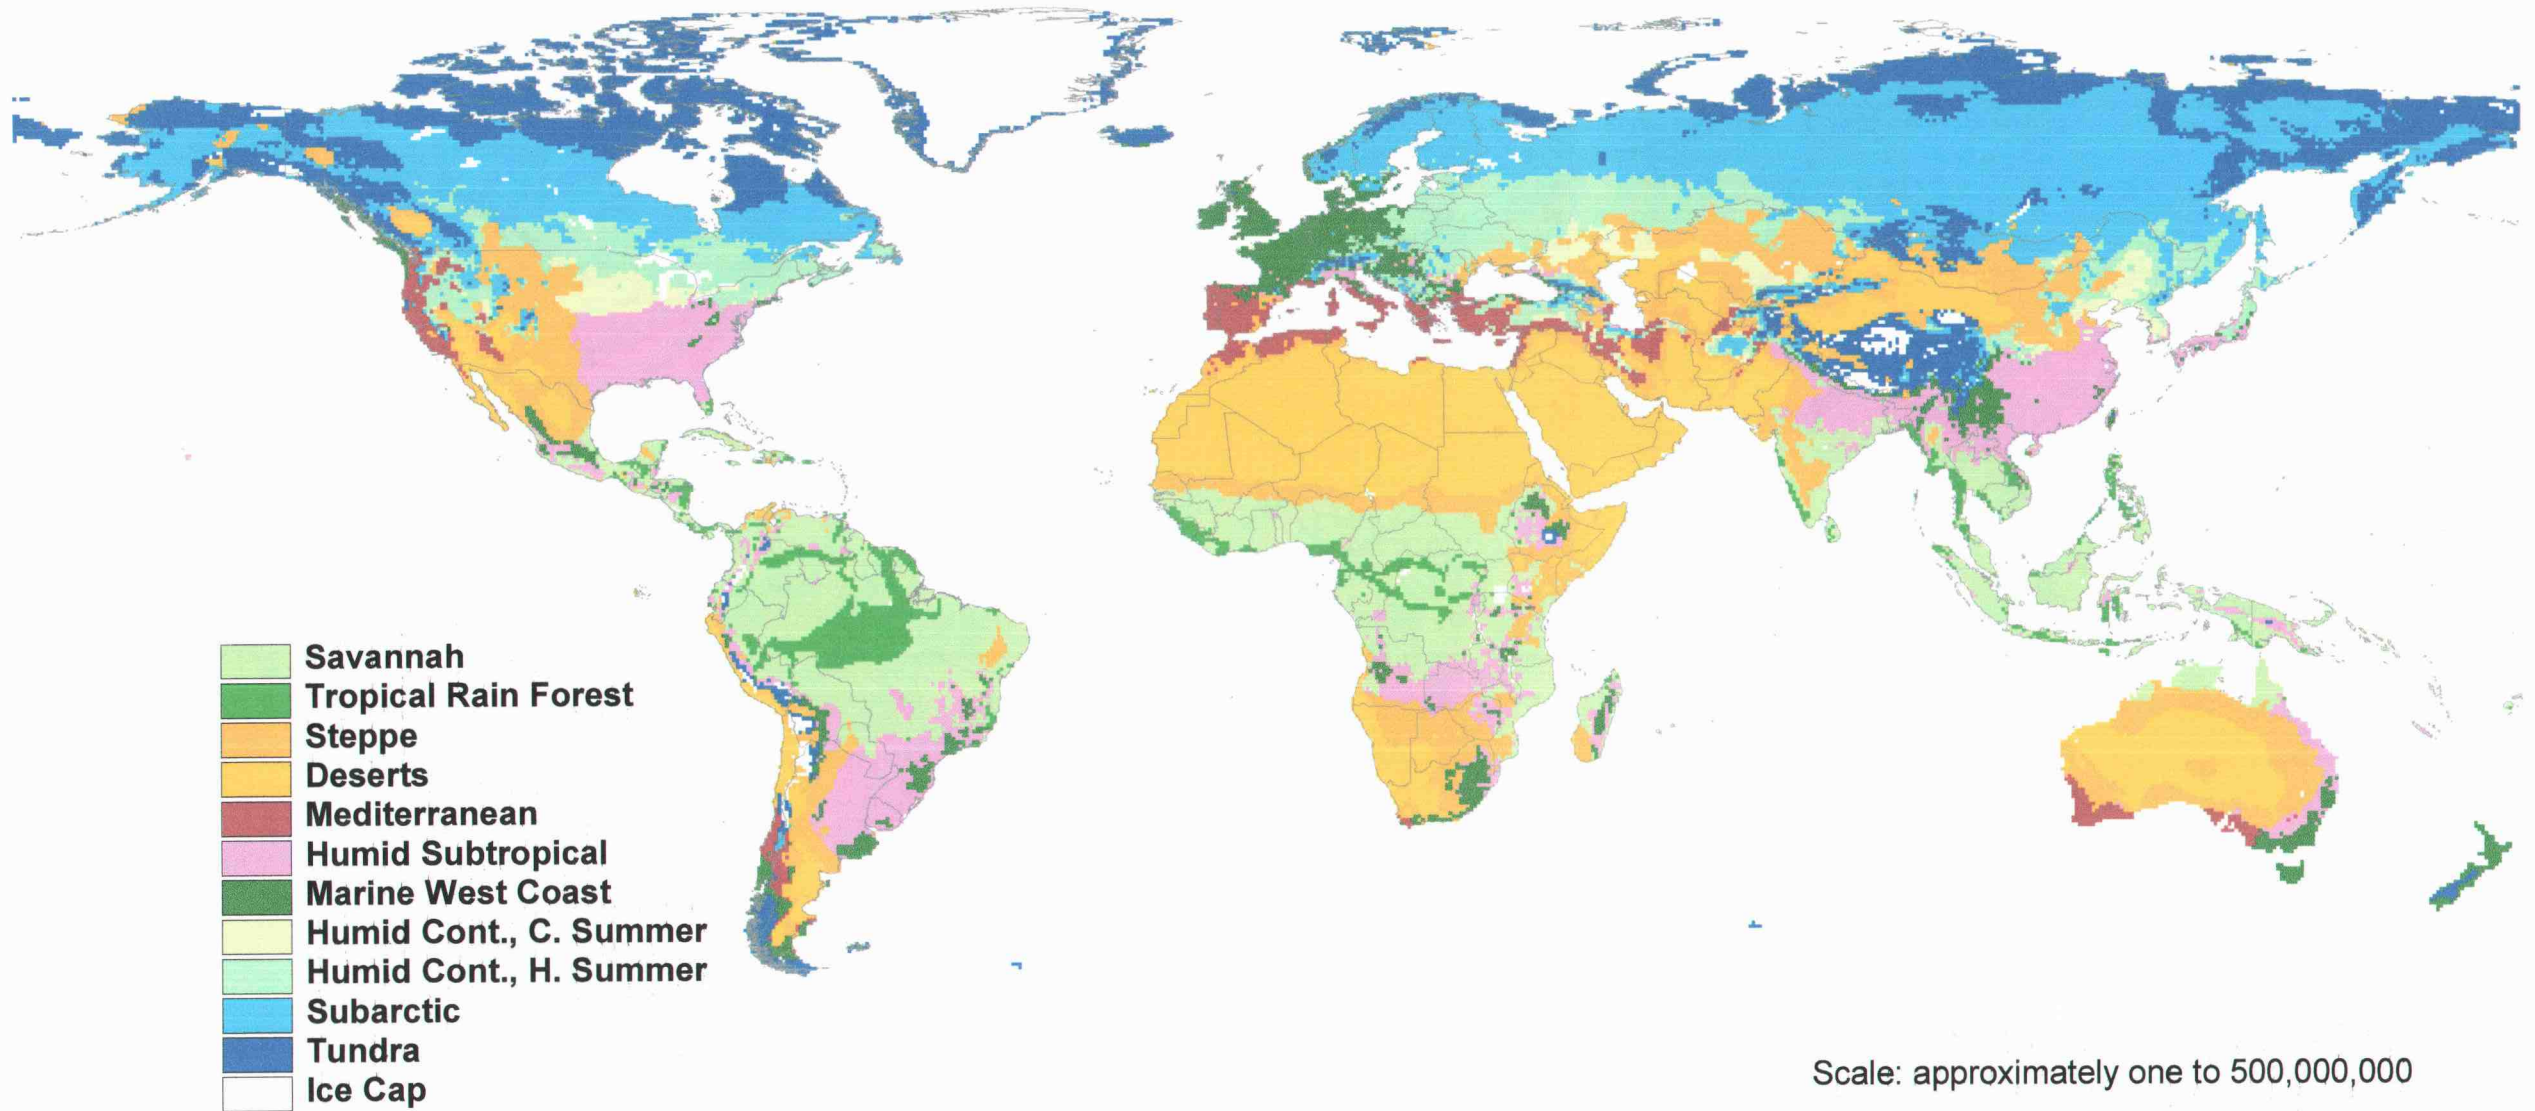 Savannah
Tropical Rain Forest
Steppe
Deserts
Mediterranean
Humid Subtropical
Marine West Coast
Humid Cont., C. Summer
Humid Cont., H. Summer
Subarctic
Tundra
Ice Cap
Scale: approximately one to 500,000,000